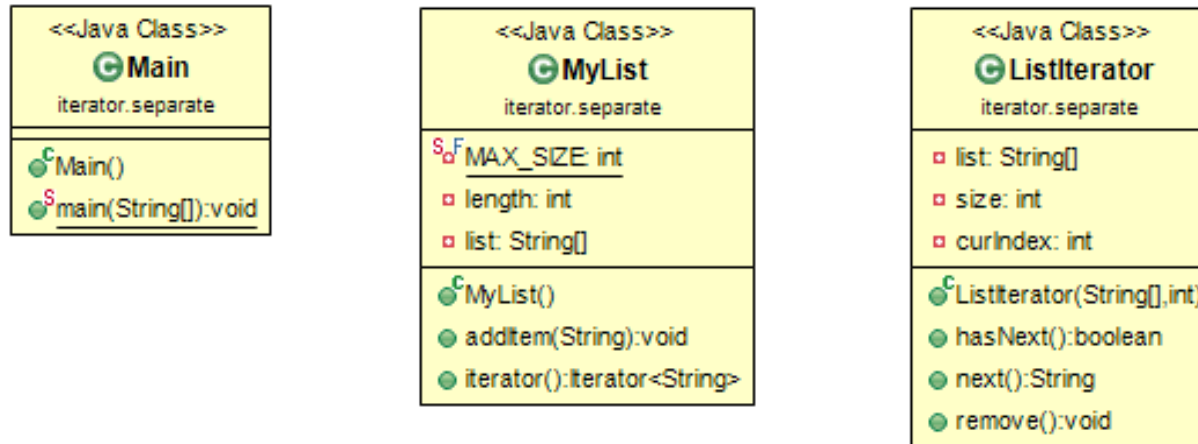 <<Java Class>>
C Main
iterator.separate
C Main()
S main(String[]):void
<<Java Class>>
C MyList
iterator.separate
S F MAX_SIZE: int
length: int
list: String[]
C MyList()
addItem(String):void
iterator():Iterator<String>
<<Java Class>>
C ListIterator
iterator.separate
list: String[]
size: int
curIndex: int
C ListIterator(String[],int)
hasNext():boolean
next():String
remove():void